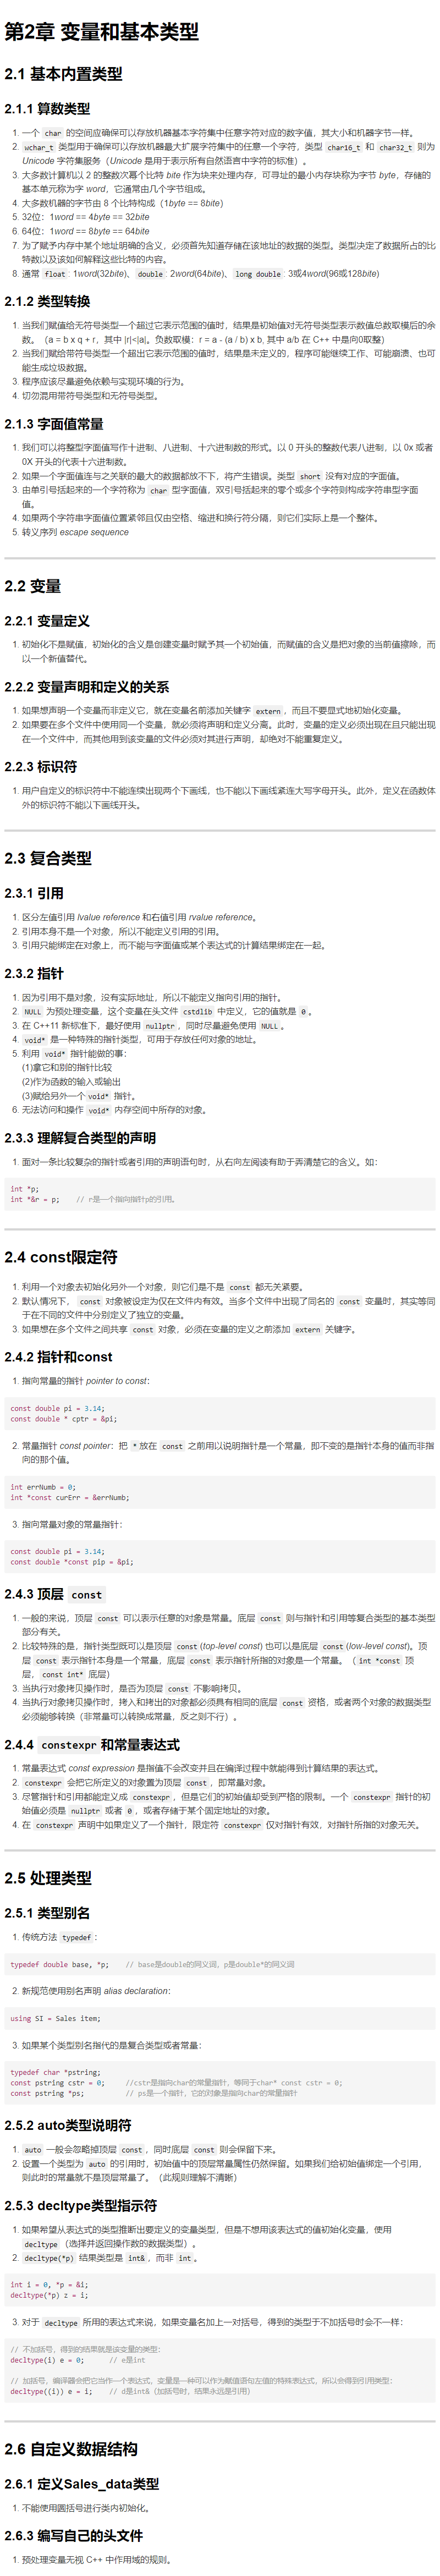 第2章 变量和基本类型
2.1 基本内置类型
2.1.1 算数类型
1. 一个 char 的空间应确保可以存放机器基本字符集中任意字符对应的数字值，其大小和机器字节一样。
2. wchar_t 类型用于确保可以存放机器最大扩展字符集中的任意一个字符，类型 char16_t 和 char32_t 则为
Unicode 字符集服务（Unicode 是用于表示所有自然语言中字符的标准）。
3. 大多数计算机以 2 的整数次幂个比特 bite 作为块来处理内存，可寻址的最小内存块称为字节 byte，存储的
基本单元称为字 word，它通常由几个字节组成。
4. 大多数机器的字节由 8 个比特构成（1byte == 8bite）
5. 32位：1word == 4byte == 32bite
6. 64位：1word == 8byte == 64bite
7. 为了赋予内存中某个地址明确的含义，必须首先知道存储在该地址的数据的类型。类型决定了数据所占的比
特数以及该如何解释这些比特的内容。
8. 通常 float：1word(32bite)、double：2word(64bite)、long double：3或4word(96或128bite)
2.1.2 类型转换
1. 当我们赋值给无符号类型一个超过它表示范围的值时，结果是初始值对无符号类型表示数值总数取模后的余
数。（a = b x q + r，其中 |r|<|a|。负数取模：r = a - (a / b) x b, 其中 a/b 在 C++ 中是向0取整）
2. 当我们赋给带符号类型一个超出它表示范围的值时，结果是未定义的，程序可能继续工作、可能崩溃、也可
能生成垃圾数据。
3. 程序应该尽量避免依赖与实现环境的行为。
4. 切勿混用带符号类型和无符号类型。
2.1.3 字面值常量
1. 我们可以将整型字面值写作十进制、八进制、十六进制数的形式。以 0 开头的整数代表八进制，以 0x 或者
0X 开头的代表十六进制数。
2. 如果一个字面值连与之关联的最大的数据都放不下，将产生错误。类型 short 没有对应的字面值。
3. 由单引号括起来的一个字符称为 char 型字面值，双引号括起来的零个或多个字符则构成字符串型字面
值。
4. 如果两个字符串字面值位置紧邻且仅由空格、缩进和换行符分隔，则它们实际上是一个整体。
5. 转义序列 escape sequence
2.2 变量
2.2.1 变量定义
1. 初始化不是赋值，初始化的含义是创建变量时赋予其一个初始值，而赋值的含义是把对象的当前值擦除，而
以一个新值替代。
2.2.2 变量声明和定义的关系
1. 如果想声明一个变量而非定义它，就在变量名前添加关键字 extern，而且不要显式地初始化变量。
2. 如果要在多个文件中使用同一个变量，就必须将声明和定义分离。此时，变量的定义必须出现在且只能出现
在一个文件中，而其他用到该变量的文件必须对其进行声明，却绝对不能重复定义。
2.2.3 标识符
1. 用户自定义的标识符中不能连续出现两个下画线，也不能以下画线紧连大写字母开头。此外，定义在函数体
外的标识符不能以下画线开头。
2.3 复合类型
2.3.1 引用
1. 区分左值引用 lvalue reference 和右值引用 rvalue reference。
2. 引用本身不是一个对象，所以不能定义引用的引用。
3. 引用只能绑定在对象上，而不能与字面值或某个表达式的计算结果绑定在一起。
2.3.2 指针
1. 因为引用不是对象，没有实际地址，所以不能定义指向引用的指针。
2. NULL 为预处理变量，这个变量在头文件 cstdlib 中定义，它的值就是 0。
3. 在 C++11 新标准下，最好使用 nullptr，同时尽量避免使用 NULL。
4. void* 是一种特殊的指针类型，可用于存放任何对象的地址。
5. 利用 void* 指针能做的事：
(1)拿它和别的指针比较
(2)作为函数的输入或输出
(3)赋给另外一个 void* 指针。
6. 无法访问和操作 void* 内存空间中所存的对象。
2.3.3 理解复合类型的声明
1. 面对一条比较复杂的指针或者引用的声明语句时，从右向左阅读有助于弄清楚它的含义。如：
int *p;
int *&r = p; // r是一个指向指针p的引用。
2.4 const限定符
1. 利用一个对象去初始化另外一个对象，则它们是不是 const 都无关紧要。
2. 默认情况下， const 对象被设定为仅在文件内有效。当多个文件中出现了同名的 const 变量时，其实等同
于在不同的文件中分别定义了独立的变量。
3. 如果想在多个文件之间共享 const 对象，必须在变量的定义之前添加 extern 关键字。
2.4.2 指针和const
1. 指向常量的指针 pointer to const：
const double pi = 3.14;
const double * cptr = &pi;
2. 常量指针 const pointer：把 * 放在 const 之前用以说明指针是一个常量，即不变的是指针本身的值而非指
向的那个值。
int errNumb = 0;
int *const curErr = &errNumb;
3. 指向常量对象的常量指针：
const double pi = 3.14;
const double *const pip = &pi;
2.4.3 顶层 const
1. 一般的来说，顶层 const 可以表示任意的对象是常量。底层 const 则与指针和引用等复合类型的基本类型
部分有关。
2. 比较特殊的是，指针类型既可以是顶层 const(top-level const) 也可以是底层 const(low-level const)。顶
层 const 表示指针本身是一个常量，底层 const 表示指针所指的对象是一个常量。（int *const 顶
层，const int* 底层）
3. 当执行对象拷贝操作时，是否为顶层 const 不影响拷贝。
4. 当执行对象拷贝操作时，拷入和拷出的对象都必须具有相同的底层 const 资格，或者两个对象的数据类型
必须能够转换（非常量可以转换成常量，反之则不行）。
2.4.4 constexpr和常量表达式
1. 常量表达式 const expression 是指值不会改变并且在编译过程中就能得到计算结果的表达式。
2. constexpr 会把它所定义的对象置为顶层 const，即常量对象。
3. 尽管指针和引用都能定义成 constexpr，但是它们的初始值却受到严格的限制。一个 constexpr 指针的初
始值必须是 nullptr 或者 0，或者存储于某个固定地址的对象。
4. 在 constexpr 声明中如果定义了一个指针，限定符 constexpr 仅对指针有效，对指针所指的对象无关。
2.5 处理类型
2.5.1 类型别名
1. 传统方法 typedef：
typedef double base, *p; // base是double的同义词，p是double*的同义词
2. 新规范使用别名声明 alias declaration：
using SI = Sales item;
3. 如果某个类型别名指代的是复合类型或者常量：
typedef char *pstring;
const pstring cstr = 0; //cstr是指向char的常量指针，等同于char* const cstr = 0;
const pstring *ps; // ps是一个指针，它的对象是指向char的常量指针
2.5.2 auto类型说明符
1. auto 一般会忽略掉顶层 const，同时底层 const 则会保留下来。
2. 设置一个类型为 auto 的引用时，初始值中的顶层常量属性仍然保留。如果我们给初始值绑定一个引用，
则此时的常量就不是顶层常量了。（此规则理解不清晰）
2.5.3 decltype类型指示符
1. 如果希望从表达式的类型推断出要定义的变量类型，但是不想用该表达式的值初始化变量，使用
decltype（选择并返回操作数的数据类型）。
2. decltype(*p) 结果类型是 int&，而非 int。
int i = 0, *p = &i;
decltype(*p) z = i;
3. 对于 decltype 所用的表达式来说，如果变量名加上一对括号，得到的类型于不加括号时会不一样：
// 不加括号，得到的结果就是该变量的类型：
decltype(i) e = 0; // e是int
// 加括号，编译器会把它当作一个表达式，变量是一种可以作为赋值语句左值的特殊表达式，所以会得到引用类型：
decltype((i)) e = i; // d是int&（加括号时，结果永远是引用）
2.6 自定义数据结构
2.6.1 定义Sales_data类型
1. 不能使用圆括号进行类内初始化。
2.6.3 编写自己的头文件
1. 预处理变量无视 C++ 中作用域的规则。